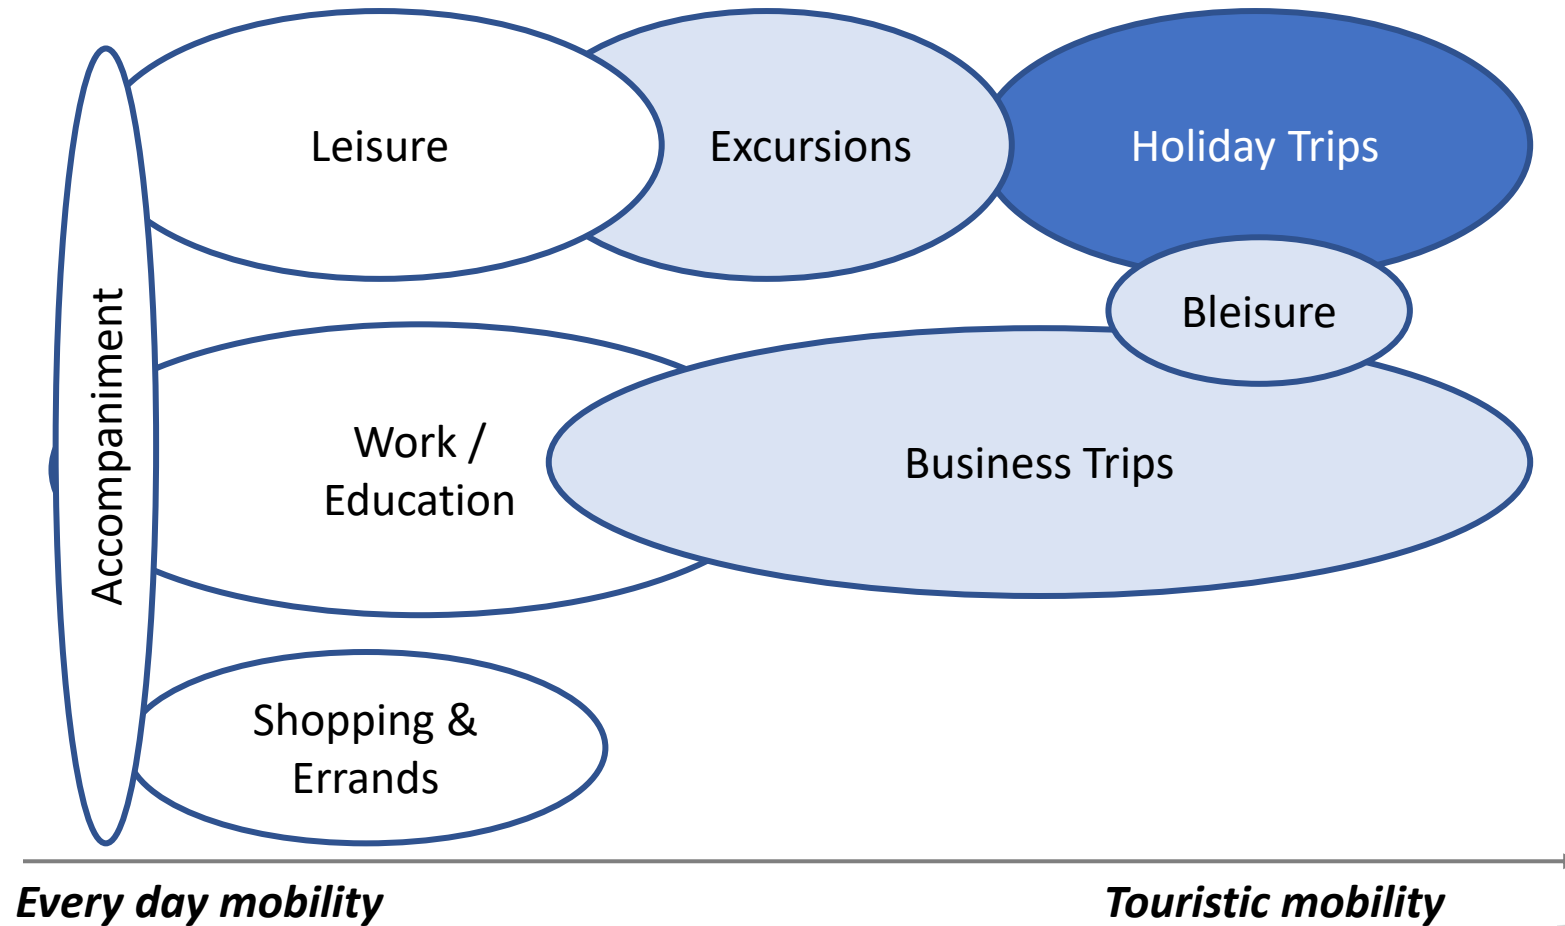 Leisure
Excursions
Holiday Trips
Bleisure
Accompaniment
Work /
Education
Business Trips
Shopping &
Errands
Every day mobility
Touristic mobility